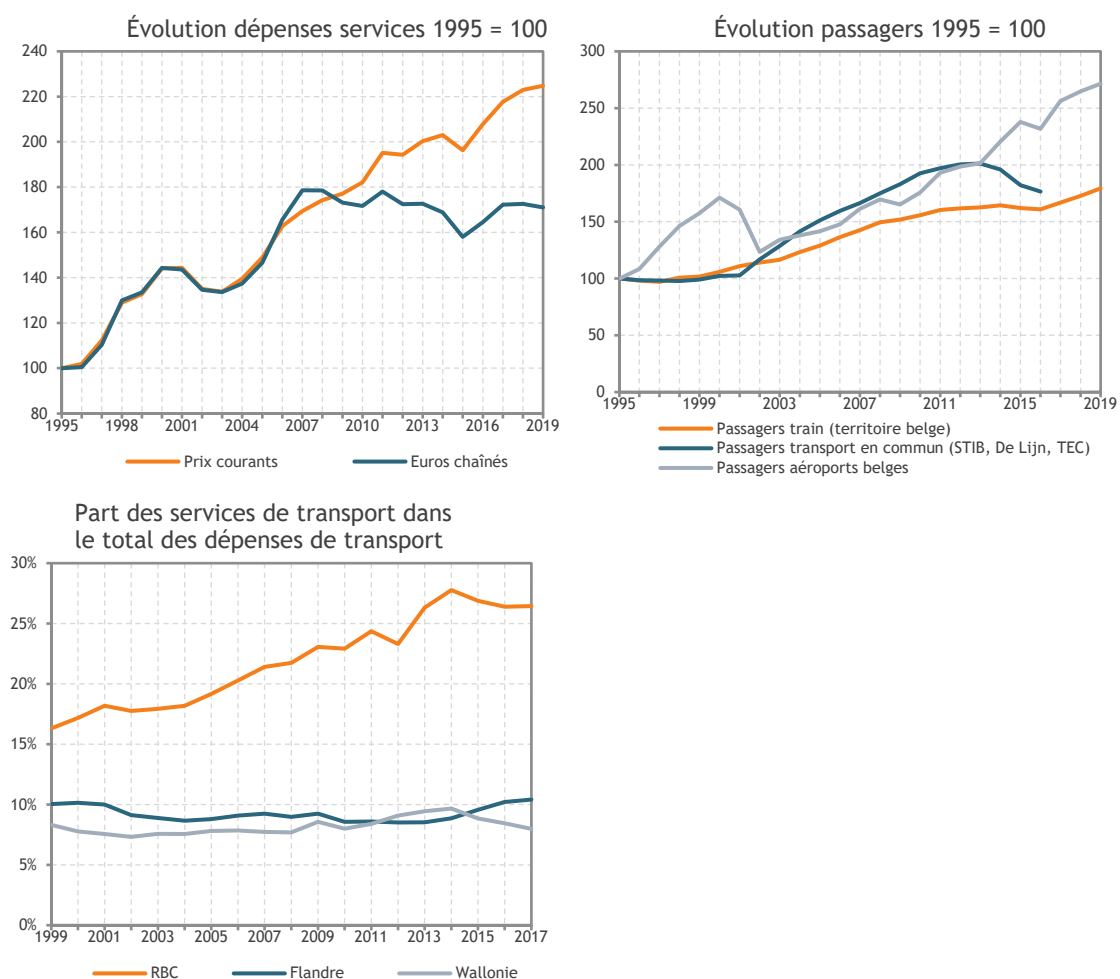 Évolution dépenses services 1995 = 100
240
220
200
180
160
140
120
100
80
1995 1998 2001 2004 2007 2010 2013 2016 2019
Prix courants
Euros chaînés
Évolution passagers 1995 = 100
300
250
200
150
100
50
0
1995 1999 2003 2007 2011 2015 2019
Passagers train (territoire belge)
Passagers transport en commun (STIB, De Lijn, TEC)
Passagers aéroports belges
Part des services de transport dans
le total des dépenses de transport
30%
25%
20%
15%
10%
5%
0%
1999 2001 2003 2005 2007 2009 2011 2013 2015 2017
RBC
Flandre
Wallonie